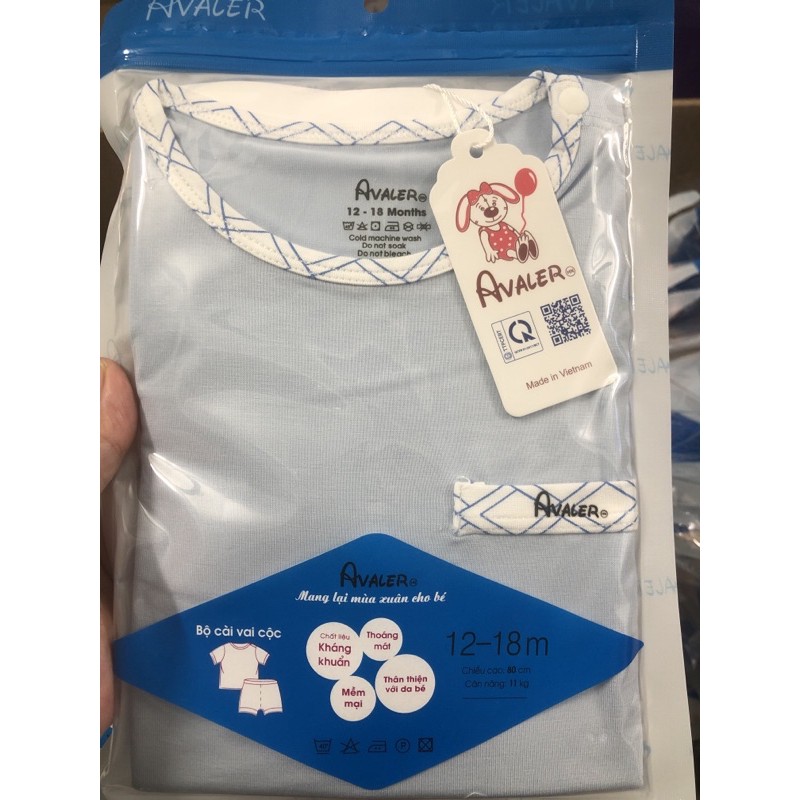 AVALER
AVALER
12 - 18 Months
Cold machine wash
Do not soak
Do not bleach
AVALER
Made in Vietnam
AVALER
AVALER
Mang lại mùa xuân cho bé
Bộ cài vai cộc
Chất liệu
Kháng
khuẩn
Thoáng
mát
Mềm
mại
Thân thiện
với da bé
12–18m
Chiều cao: 80 cm
Cân nặng: 11 kg